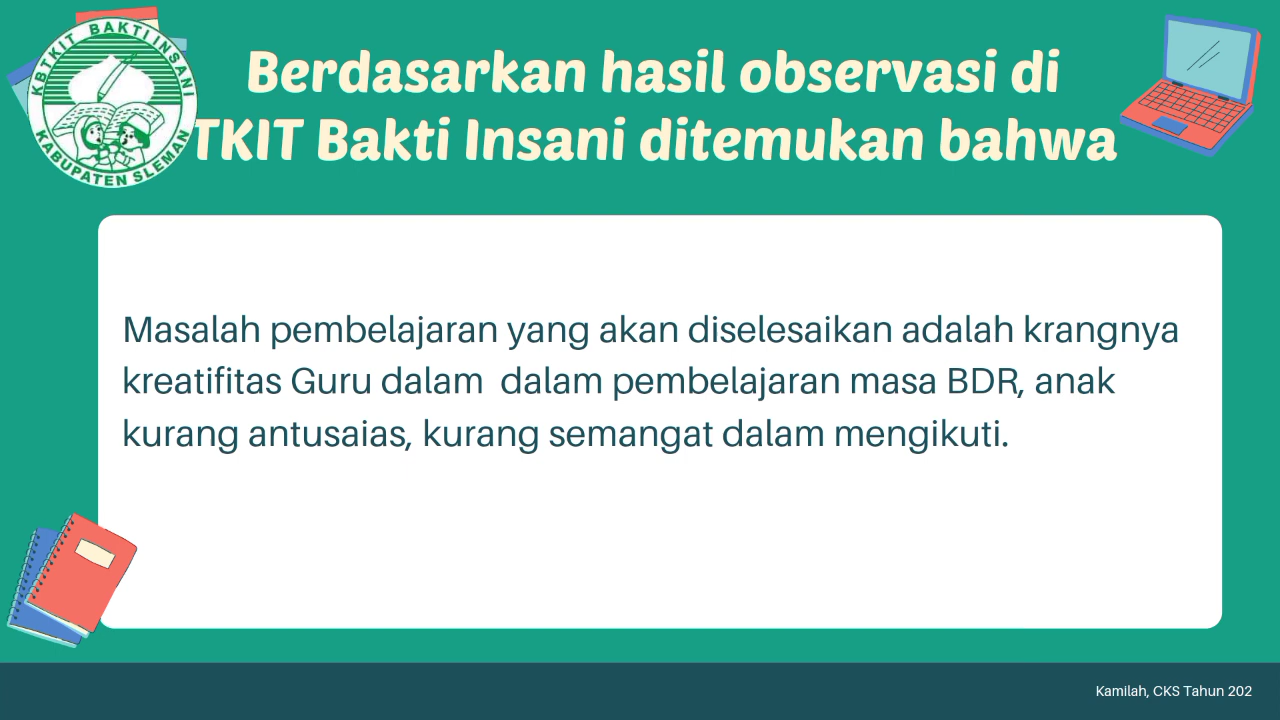 KBTKIT BAKTI INSANI
KABUPATEN SLEMAN
Berdasarkan hasil observasi di
TKIT Bakti Insani ditemukan bahwa
Masalah pembelajaran yang akan diselesaikan adalah krangnya
kreatifitas Guru dalam  dalam pembelajaran masa BDR, anak
kurang antusaias, kurang semangat dalam mengikuti.
Kamilah, CKS Tahun 202